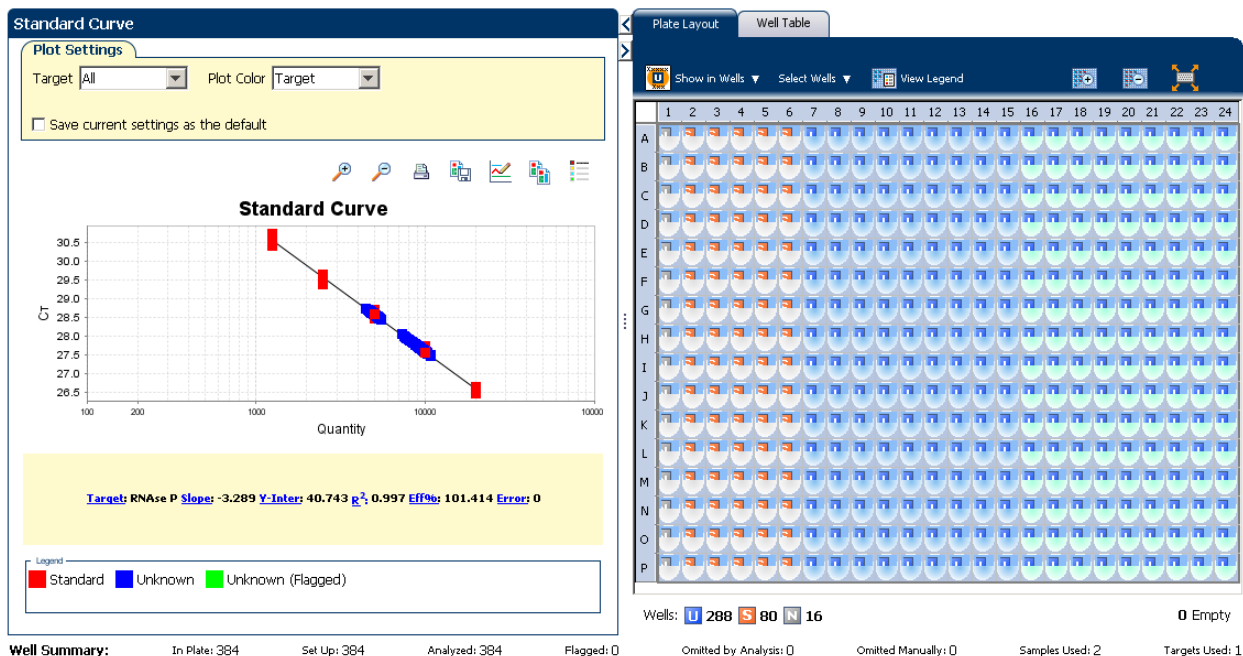 Standard Curve
Plot Settings
Target All Plot Color Target
Save current settings as the default
Standard Curve
30.5
30.0
29.5
29.0
28.5
28.0
27.5
27.0
26.5
CT
100 200 1000 10000 10000
Quantity
Target: RNAse P Slope: -3.289 Y-Inter: 40.743 R²: 0.997 Eff%: 101.414 Error: 0
Legend
Standard Unknown Unknown (Flagged)
Plate Layout Well Table
U Show in Wells ▼ Select Wells ▼ View Legend
1 2 3 4 5 6 7 8 9 10 11 12 13 14 15 16 17 18 19 20 21 22 23 24
A
B
C
D
E
F
G
H
I
J
K
L
M
N
O
P
Wells: U 288 S 80 N 16 0 Empty
Well Summary: In Plate: 384 Set Up: 384 Analyzed: 384 Flagged: 0 Omitted by Analysis: 0 Omitted Manually: 0 Samples Used: 2 Targets Used: 1